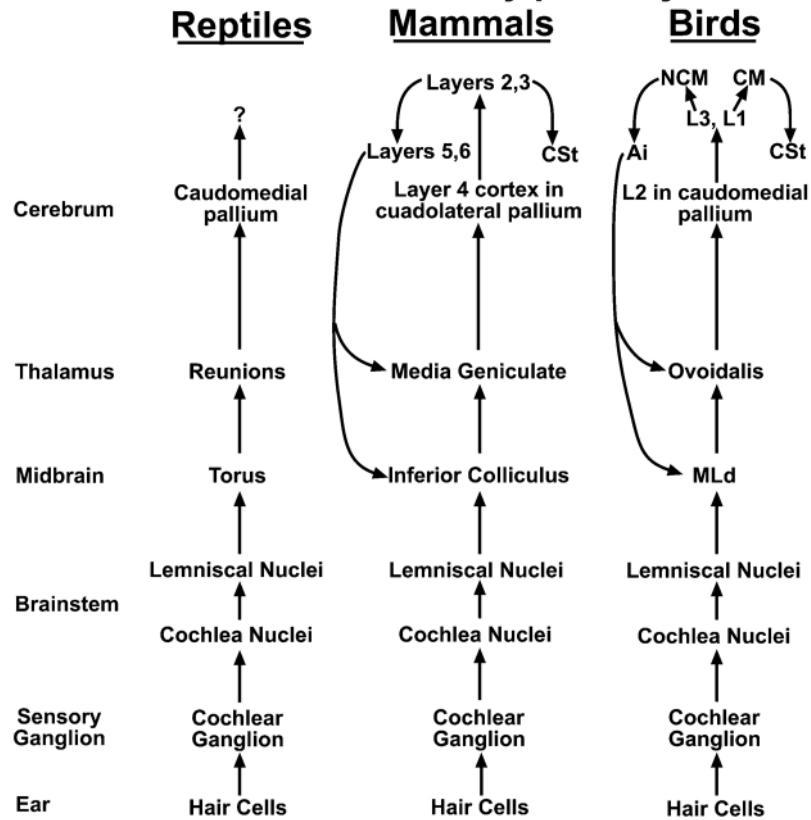 Reptiles Mammals Birds
Layers 2,3 NCM CM
? L3, L1
Layers 5,6 CSt Ai CSt
Cerebrum Caudomedial pallium Layer 4 cortex in cuadolateral pallium L2 in caudomedial pallium
Thalamus Reunions Media Geniculate Ovoidalis
Midbrain Torus Inferior Colliculus MLd
Lemniscal Nuclei Lemniscal Nuclei Lemniscal Nuclei
Brainstem
Cochlea Nuclei Cochlea Nuclei Cochlea Nuclei
Sensory Ganglion Cochlear Ganglion Cochlear Ganglion Cochlear Ganglion
Ear Hair Cells Hair Cells Hair Cells